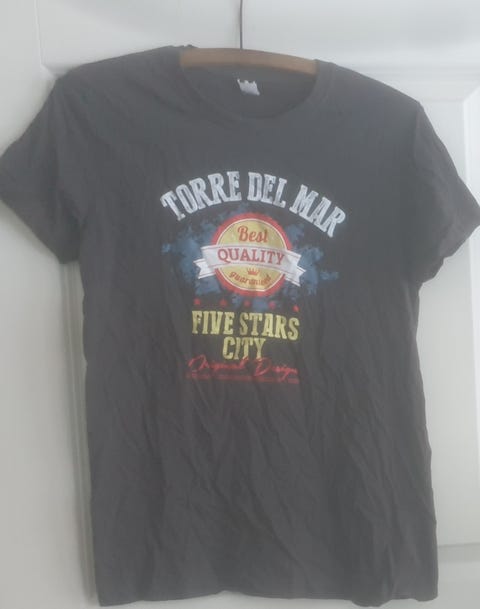 TORRE DEL MAR
Best
QUALITY
guaranteed
FIVE STARS
CITY
Original Design